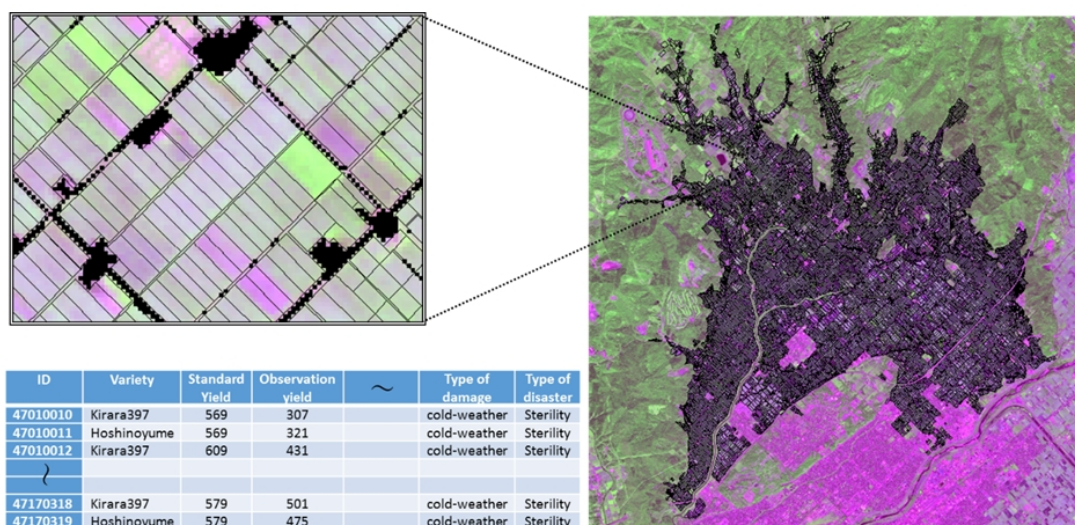 ID Variety Standard Yield Observation yield ～ Type of damage Type of disaster
47010010 Kirara397 569 307 cold-weather Sterility
47010011 Hoshinoyume 569 321 cold-weather Sterility
47010012 Kirara397 609 431 cold-weather Sterility
～
47170318 Kirara397 579 501 cold-weather Sterility
47170319 Hoshinoyume 579 475 cold-weather Sterility